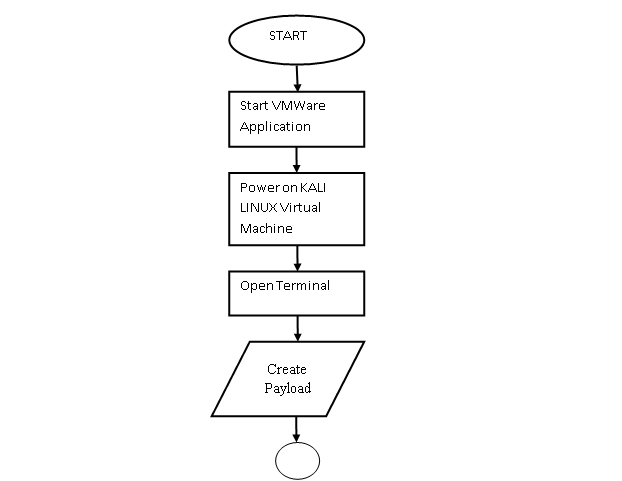 START
Start VMWare
Application
Power on KALI
LINUX Virtual
Machine
Open Terminal
Create
Payload